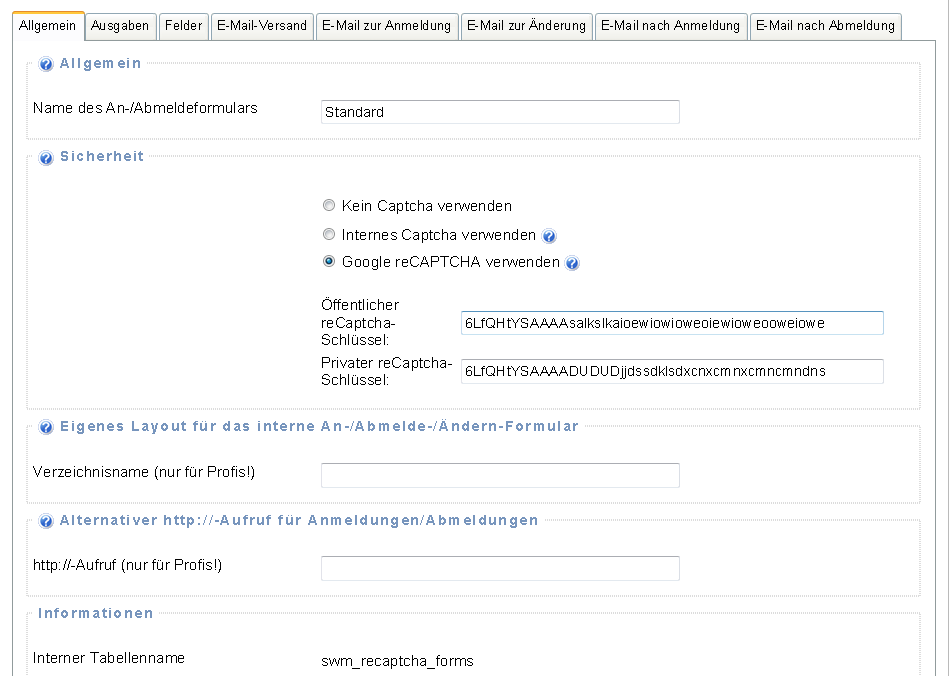 Allgemein Ausgaben Felder E-Mail-Versand E-Mail zur Anmeldung E-Mail zur Änderung E-Mail nach Anmeldung E-Mail nach Abmeldung
Allgemein
Name des An-/Abmeldeformulars Standard
Sicherheit
Kein Captcha verwenden
Internes Captcha verwenden
Google reCAPTCHA verwenden
Öffentlicher
reCaptcha-
Schlüssel:
6LfQHtYSAAAAsalkslkaioewiowioweoiewioweooweiowe
Privater reCaptcha-
Schlüssel:
6LfQHtYSAAAADUDUDjjdssdklsdxcnxcmnxcmncmndns
Eigenes Layout für das interne An-/Abmelde-/Ändern-Formular
Verzeichnisname (nur für Profis!)
Alternativer http://-Aufruf für Anmeldungen/Abmeldungen
http://-Aufruf (nur für Profis!)
Informationen
Interner Tabellenname swm_recaptcha_forms